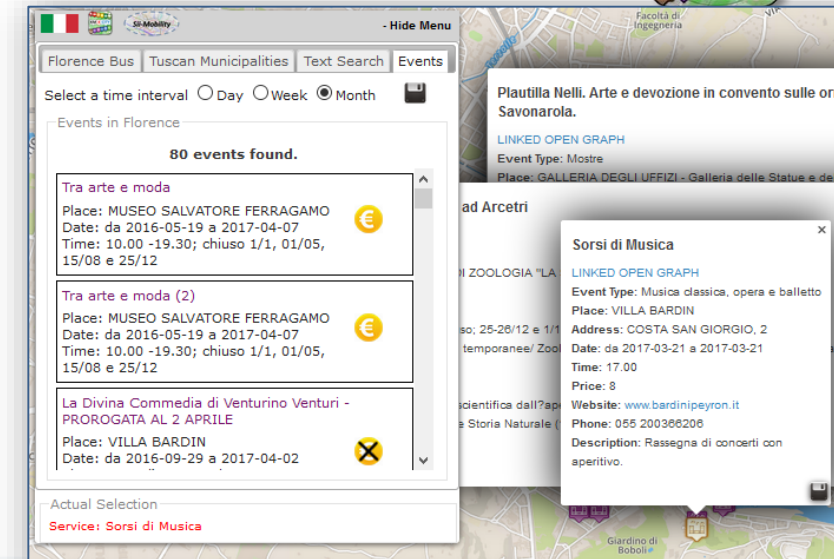 Sii-Mobility
- Hide Menu
Florence Bus
Tuscan Municipalities
Text Search
Events
Select a time interval Day Week Month
Events in Florence
80 events found.
Tra arte e moda
Place: MUSEO SALVATORE FERRAGAMO
Date: da 2016-05-19 a 2017-04-07
Time: 10.00 -19.30; chiuso 1/1, 01/05,
15/08 e 25/12
€
Tra arte e moda (2)
Place: MUSEO SALVATORE FERRAGAMO
Date: da 2016-05-19 a 2017-04-07
Time: 10.00 -19.30; chiuso 1/1, 01/05,
15/08 e 25/12
€
La Divina Commedia di Venturino Venturi -
PROROGATA AL 2 APRILE
Place: VILLA BARDIN
Date: da 2016-09-29 a 2017-04-02
Actual Selection
Service: Sorsi di Musica
Facoltà di
Ingegneria
Plautilla Nelli. Arte e devozione in convento sulle
Savonarola.
LINKED OPEN GRAPH
Event Type: Mostre
Place: GALLERIA DEGLI UFFIZI - Galleria delle Statue e
ad Arcetri
DI ZOOLOGIA "LA
25-26/12 e
temporanee/
scientifica
e Storia Naturale
×
Sorsi di Musica
LINKED OPEN GRAPH
Event Type: Musica classica, opera e balletto
Place: VILLA BARDIN
Address: COSTA SAN GIORGIO, 2
Date: da 2017-03-21 a 2017-03-21
Time: 17.00
Price: 8
Website: www.bardinipeyron.it
Phone: 055 200366206
Description: Rassegna di concerti con
aperitivo.
Giardino di
Boboli